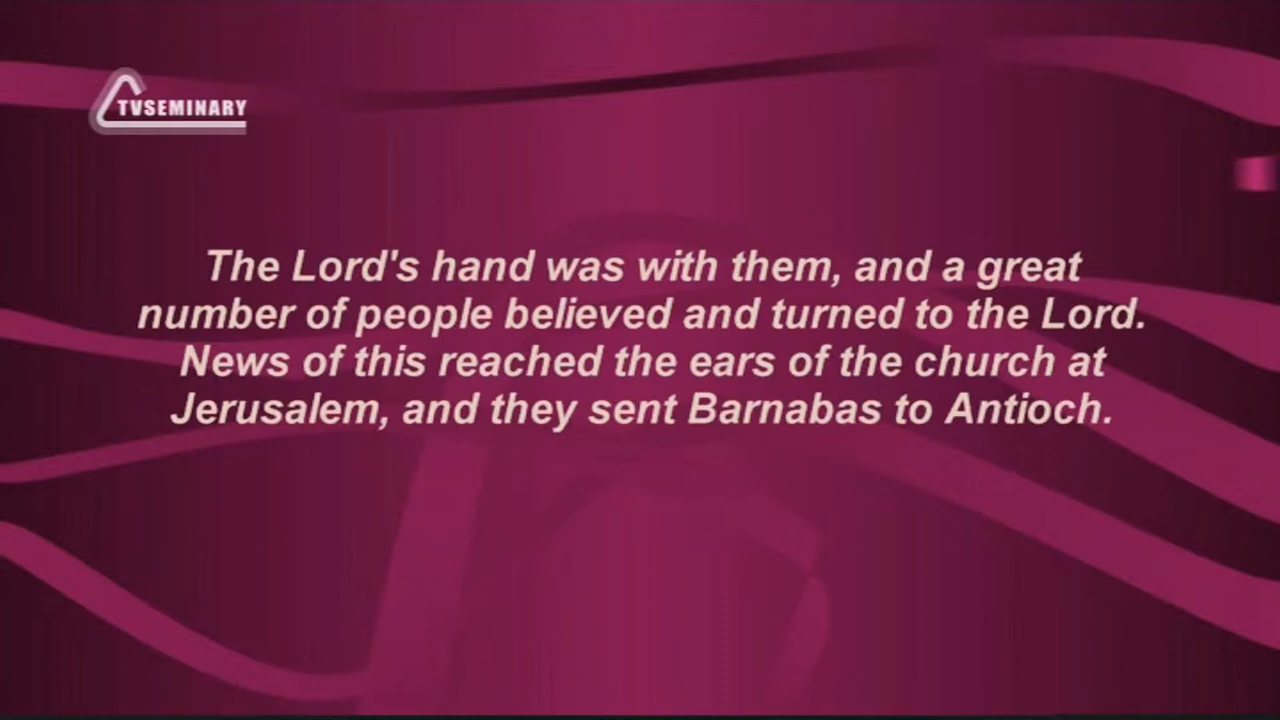 TVSEMINARY
The Lord's hand was with them, and a great
number of people believed and turned to the Lord.
News of this reached the ears of the church at
Jerusalem, and they sent Barnabas to Antioch.